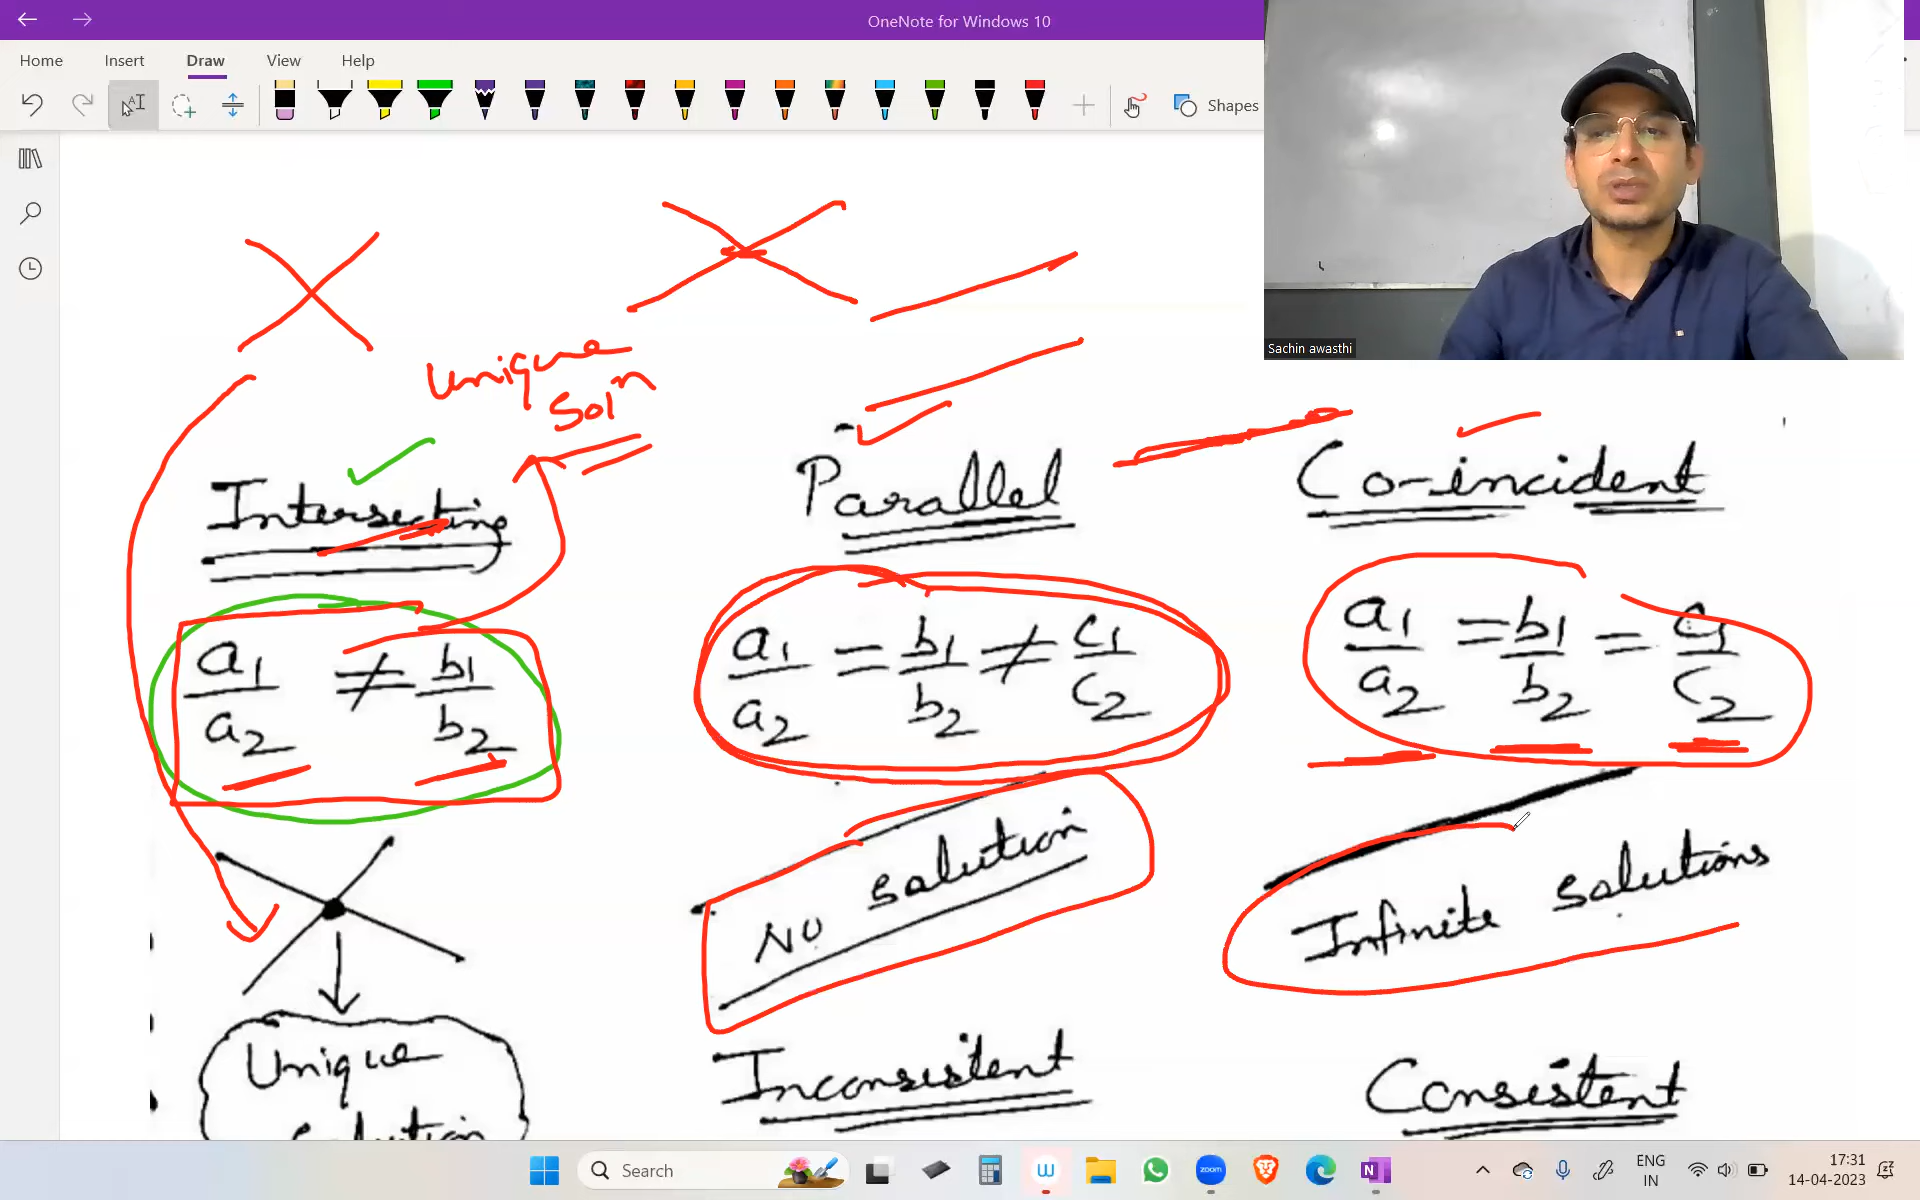 OneNote for Windows 10
Home Insert Draw View Help
Shapes
Sachin awasthi
Unique
Solⁿ
Intersecting
Parallel
Co-incident
a1/a2 ≠ b1/b2
a1/a2 = b1/b2 ≠ c1/c2
a1/a2 = b1/b2 = c1/c2
No solution
Infinite solutions
Unique
solution
Inconsistent
Consistent
Search
zoom
ENG
IN
17:31
14-04-2023